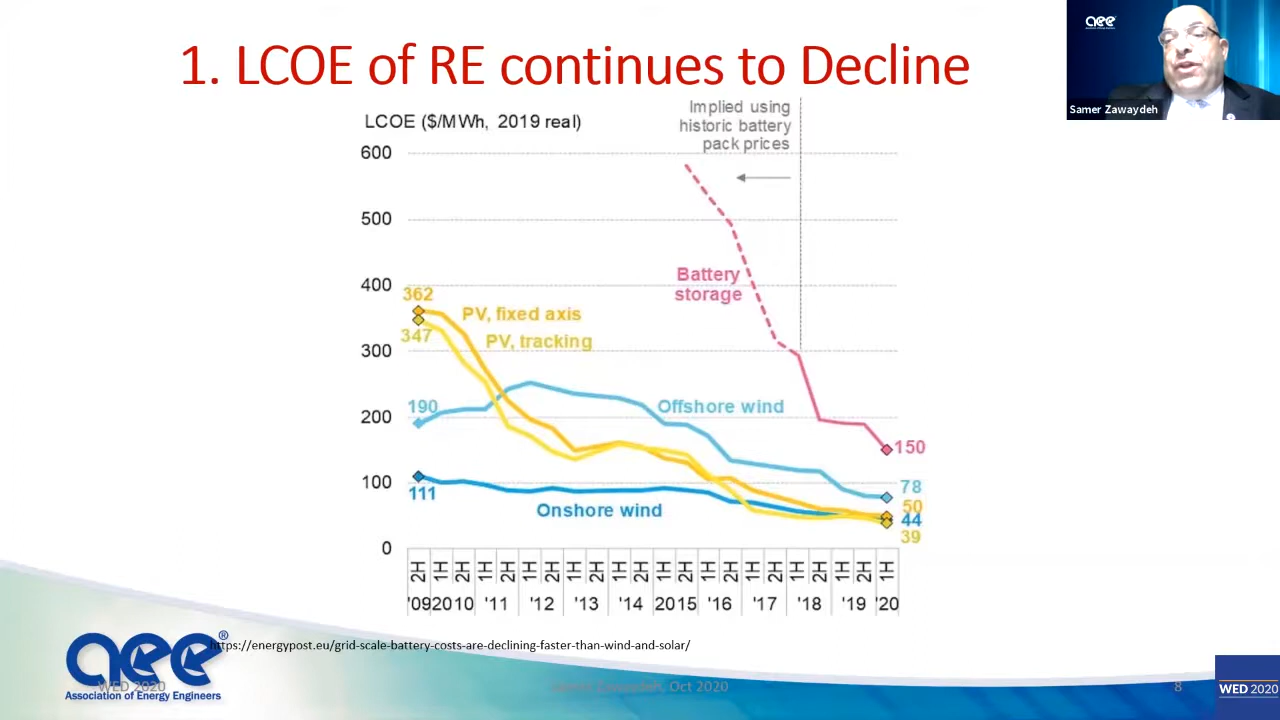 1. LCOE of RE continues to Decline
aee
Samer Zawaydeh
LCOE ($/MWh, 2019 real)
Implied using
historic battery
pack prices
600
500
400
300
200
100
0
362
347
190
111
PV, fixed axis
PV, tracking
Battery
storage
Offshore wind
Onshore wind
150
78
50
44
39
2H 1H 2H 1H 2H 1H 2H 1H 2H 1H 2H 1H 2H 1H 2H 1H 2H 1H 2H 1H 2H 1H
'09 2010 '11 '12 '13 '14 2015 '16 '17 '18 '19 '20
https://energypost.eu/grid-scale-battery-costs-are-declining-faster-than-wind-and-solar/
aee®
Association of Energy Engineers
WED 2020
Samer Zawaydeh, Oct 2020
8
WED 2020